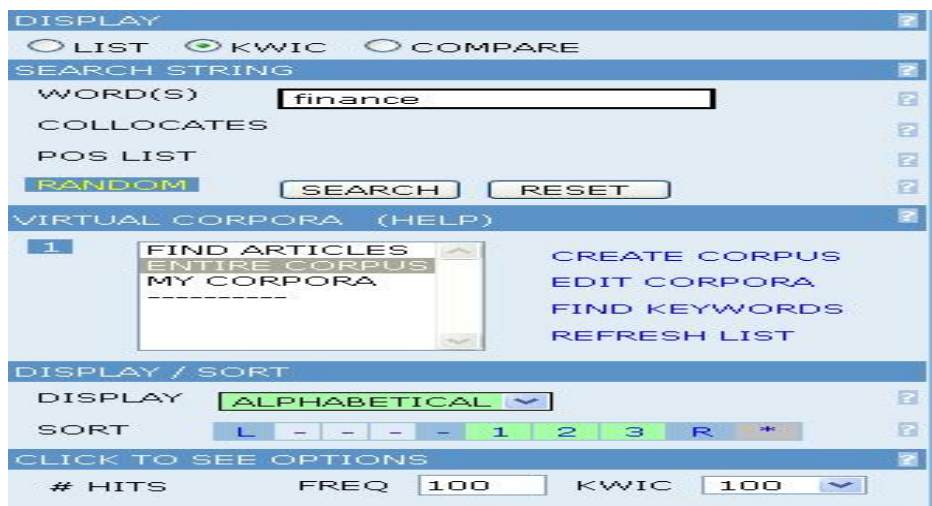 DISPLAY ?
LIST KWIC COMPARE
SEARCH STRING ?
WORD(S) finance ?
COLLOCATES ?
POS LIST ?
RANDOM SEARCH RESET ?
VIRTUAL CORPORA (HELP) ?
1 FIND ARTICLES
ENTIRE CORPUS CREATE CORPUS
MY CORPORA EDIT CORPORA
---------- FIND KEYWORDS
REFRESH LIST
DISPLAY / SORT
DISPLAY ALPHABETICAL ?
SORT L - - - - 1 2 3 R * ?
CLICK TO SEE OPTIONS ?
# HITS FREQ 100 KWIC 100